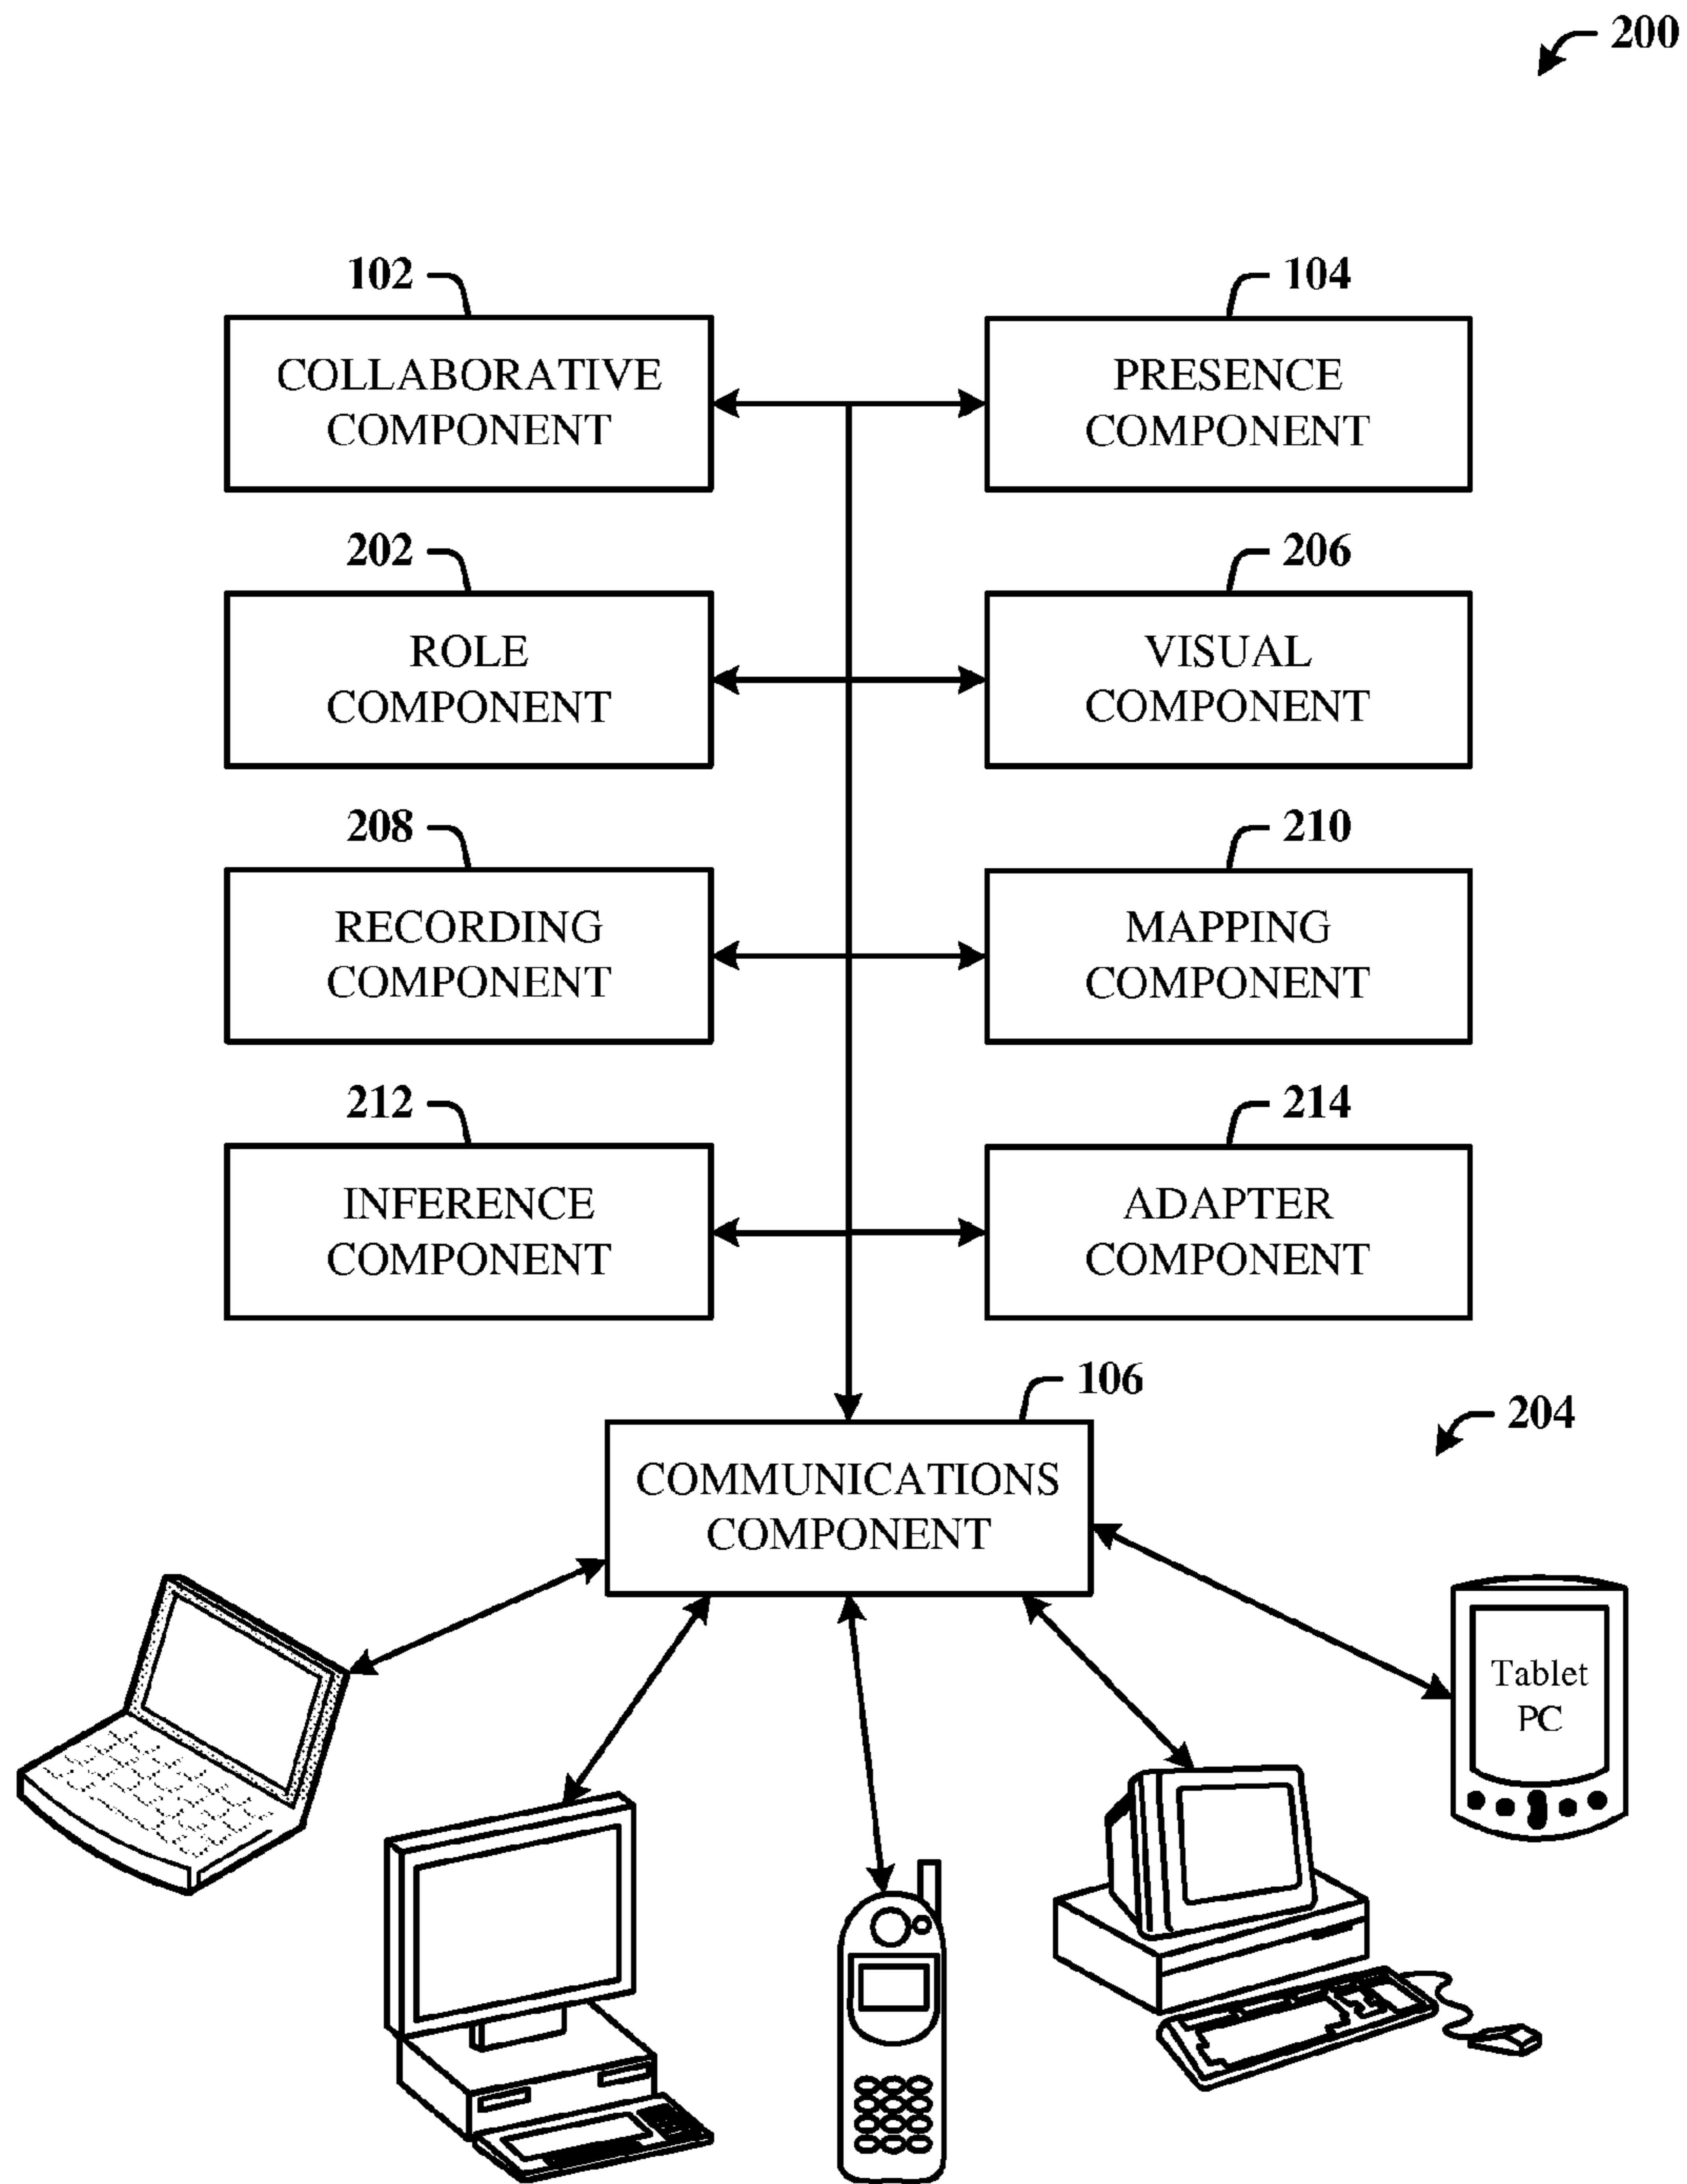 200
102
104
COLLABORATIVE
COMPONENT
PRESENCE
COMPONENT
202
206
ROLE
COMPONENT
VISUAL
COMPONENT
208
210
RECORDING
COMPONENT
MAPPING
COMPONENT
212
214
INFERENCE
COMPONENT
ADAPTER
COMPONENT
106
204
COMMUNICATIONS
COMPONENT
Tablet
PC